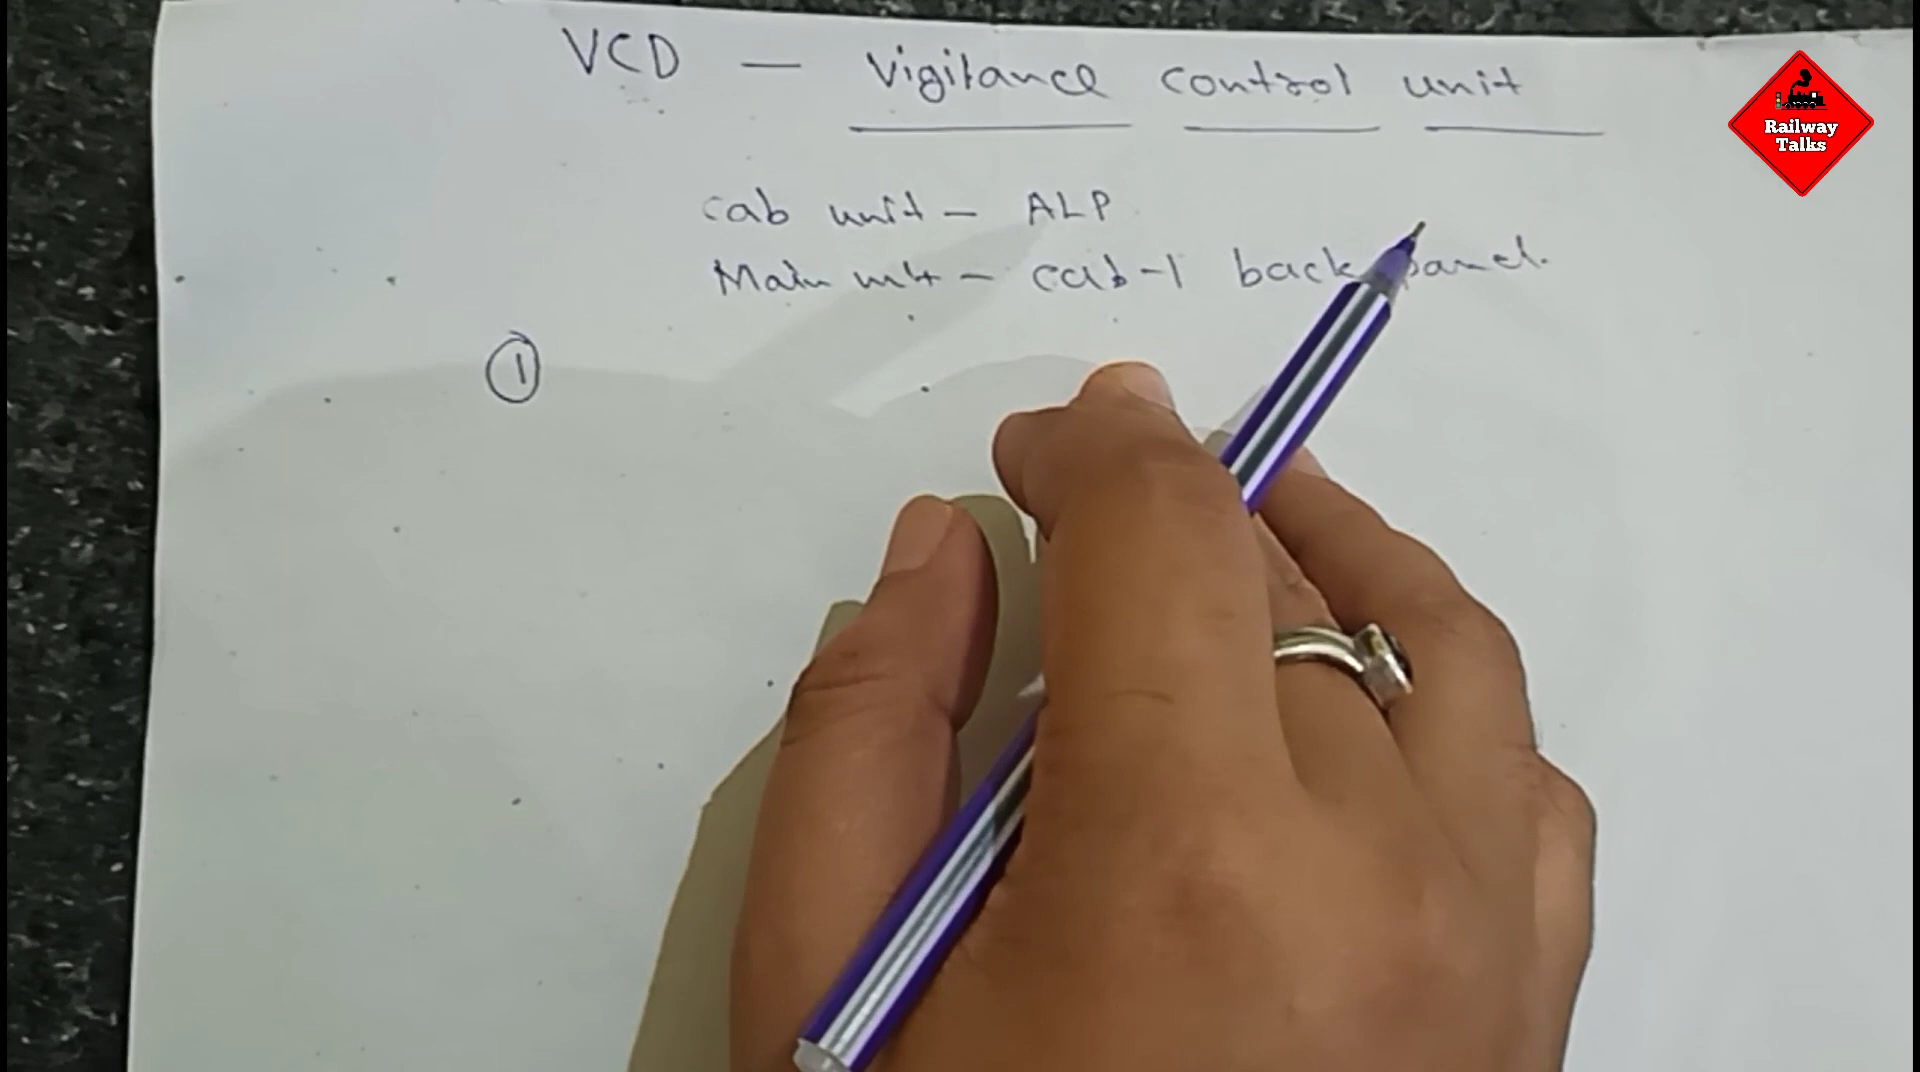 VCD - Vigilance control unit
Railway
Talks
cab unit - ALP
Main unit - cab-1 back panel.
1